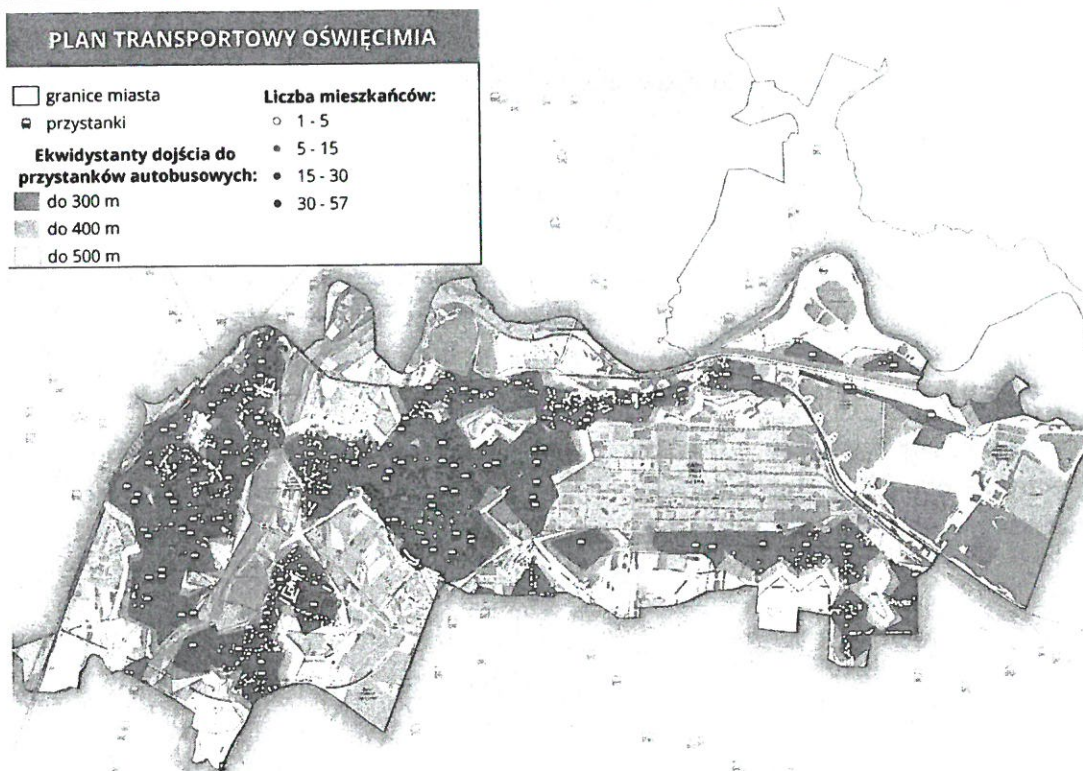 PLAN TRANSPORTOWY OŚWIĘCIMIA
granice miasta
przystanki
Ekwidystanty dojścia do
przystanków autobusowych:
do 300 m
do 400 m
do 500 m
Liczba mieszkańców:
1 - 5
5 - 15
15 - 30
30 - 57